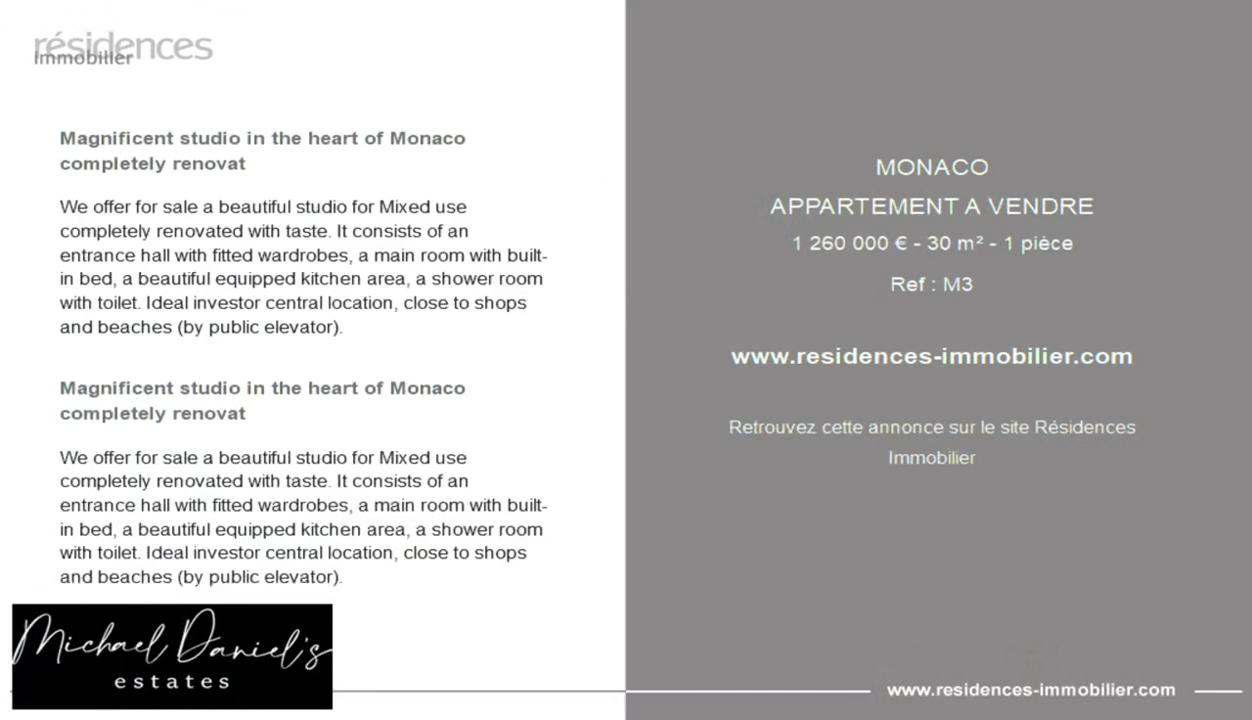 résidences
immobilier
Magnificent studio in the heart of Monaco
completely renovat
We offer for sale a beautiful studio for Mixed use
completely renovated with taste. It consists of an
entrance hall with fitted wardrobes, a main room with built-
in bed, a beautiful equipped kitchen area, a shower room
with toilet. Ideal investor central location, close to shops
and beaches (by public elevator).
Magnificent studio in the heart of Monaco
completely renovat
We offer for sale a beautiful studio for Mixed use
completely renovated with taste. It consists of an
entrance hall with fitted wardrobes, a main room with built-
in bed, a beautiful equipped kitchen area, a shower room
with toilet. Ideal investor central location, close to shops
and beaches (by public elevator).
Michael Daniel's
estates
MONACO
APPARTEMENT A VENDRE
1 260 000 € - 30 m² - 1 pièce
Ref : M3
www.residences-immobilier.com
Retrouvez cette annonce sur le site Résidences
Immobilier
www.residences-immobilier.com